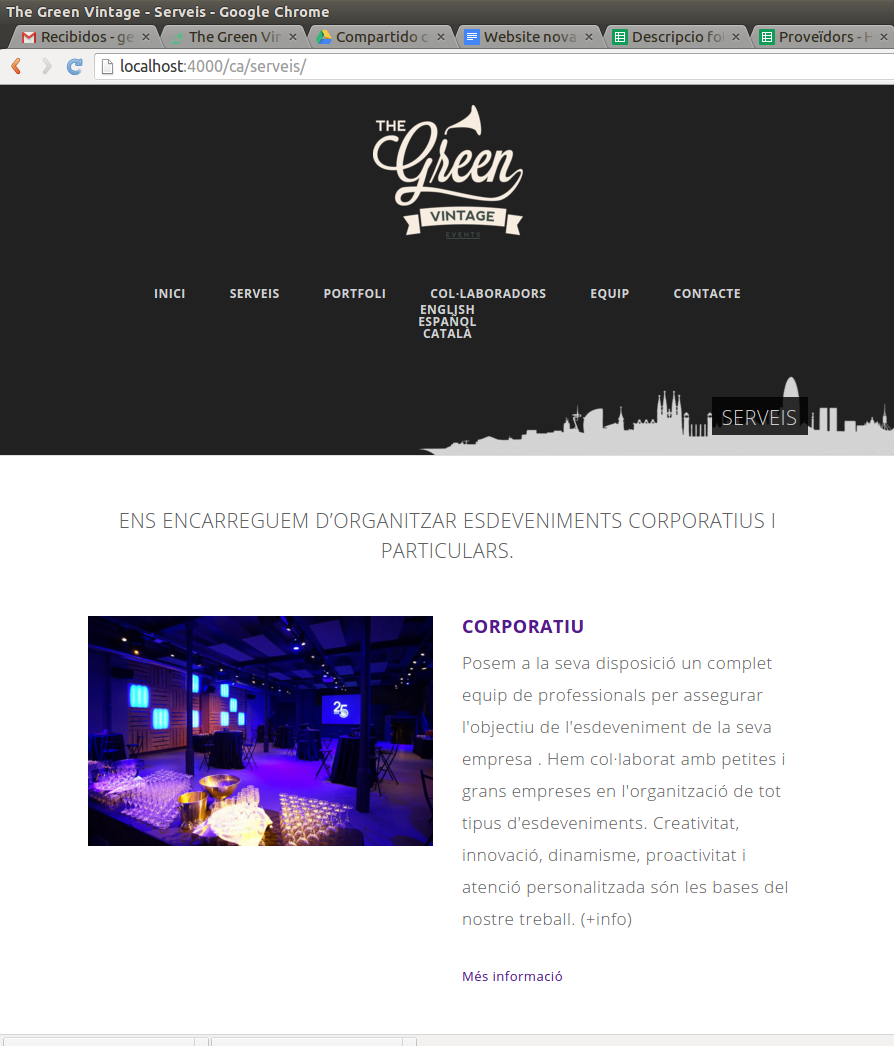 The Green Vintage - Serveis - Google Chrome
Recibidos - ge
The Green Vin
Compartido c
Website nova
Descripcio fo
Proveïdors - H
localhost:4000/ca/serveis/
THE
Green
VINTAGE
EVENTS
INICI SERVEIS PORTFOLI COL·LABORADORS EQUIP CONTACTE
ENGLISH
ESPAÑOL
CATALÀ
SERVEIS
ENS ENCARREGUEM D’ORGANITZAR ESDEVENIMENTS CORPORATIUS I
PARTICULARS.
25
CORPORATIU
Posem a la seva disposició un complet
equip de professionals per assegurar
l'objectiu de l'esdeveniment de la seva
empresa . Hem col·laborat amb petites i
grans empreses en l'organització de tot
tipus d'esdeveniments. Creativitat,
innovació, dinamisme, proactivitat i
atenció personalitzada són les bases del
nostre treball. (+info)
Més informació